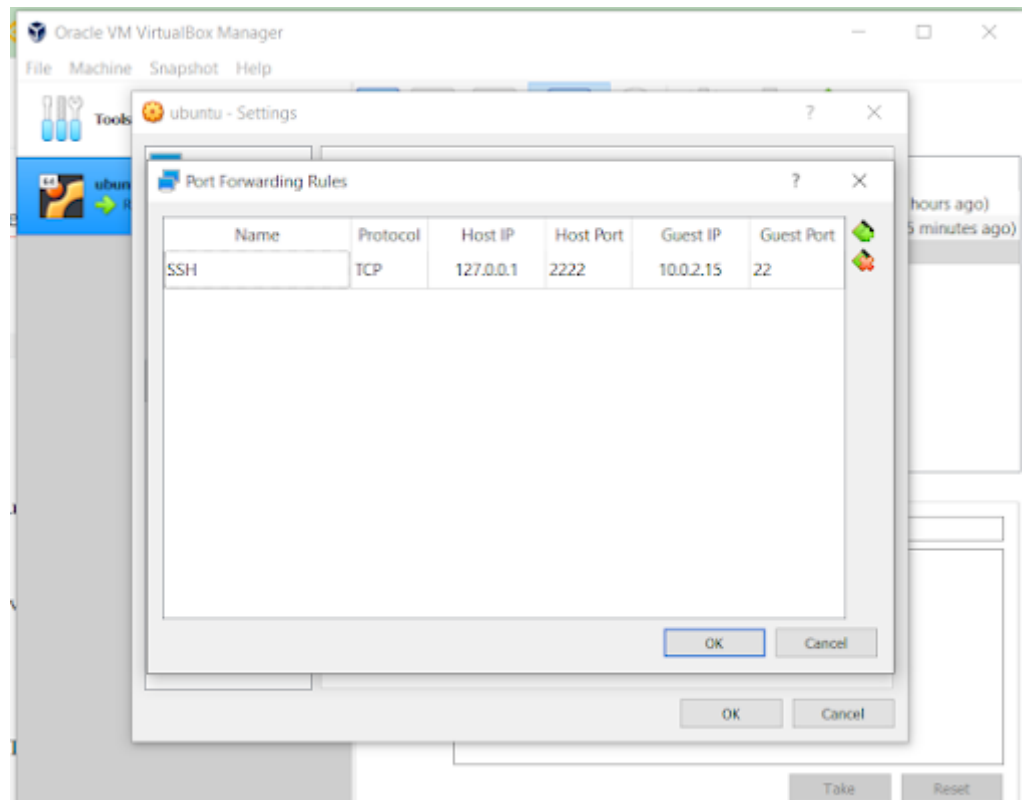 Oracle VM VirtualBox Manager
File Machine Snapshot Help
Tools
ubuntu - Settings
Port Forwarding Rules
hours ago)
5 minutes ago)
Name Protocol Host IP Host Port Guest IP Guest Port
SSH TCP 127.0.0.1 2222 10.0.2.15 22
OK Cancel
OK Cancel
Take Reset